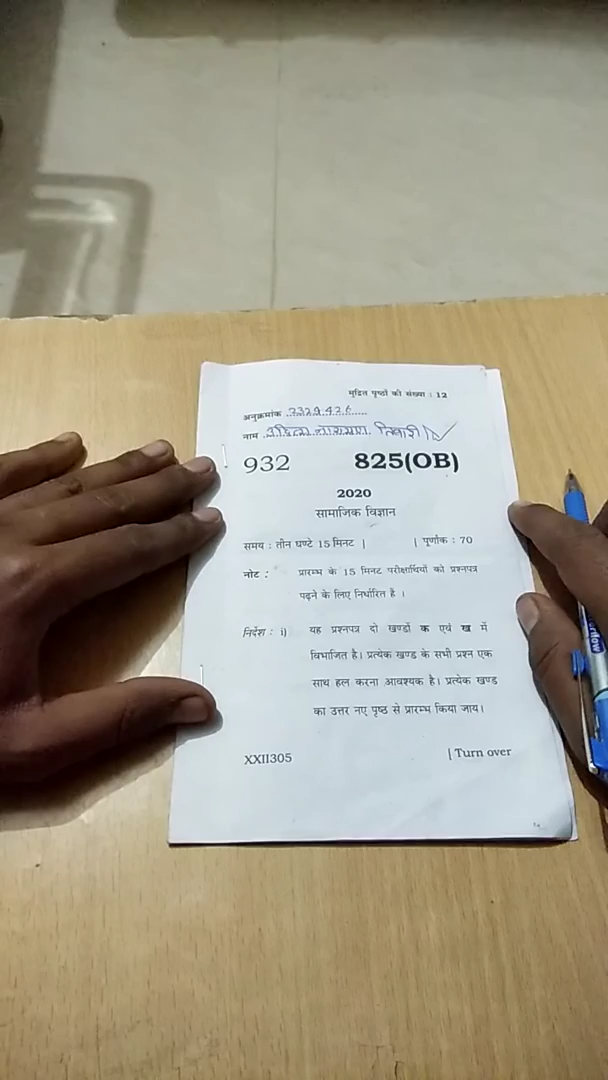 मुद्रित पृष्ठों की संख्या : 12
अनुक्रमांक
नाम नारायण तिवारी
932 825(OB)
2020
सामाजिक विज्ञान
समय : तीन घण्टे 15 मिनट | | पूर्णांक : 70
नोट : प्रारम्भ के 15 मिनट परीक्षार्थियों को प्रश्नपत्र
पढ़ने के लिए निर्धारित है ।
निर्देश : i) यह प्रश्नपत्र दो खण्डों क एवं ख में
विभाजित है। प्रत्येक खण्ड के सभी प्रश्न एक
साथ हल करना आवश्यक है। प्रत्येक खण्ड
का उत्तर नए पृष्ठ से प्रारम्भ किया जाय।
XXII305 | Turn over